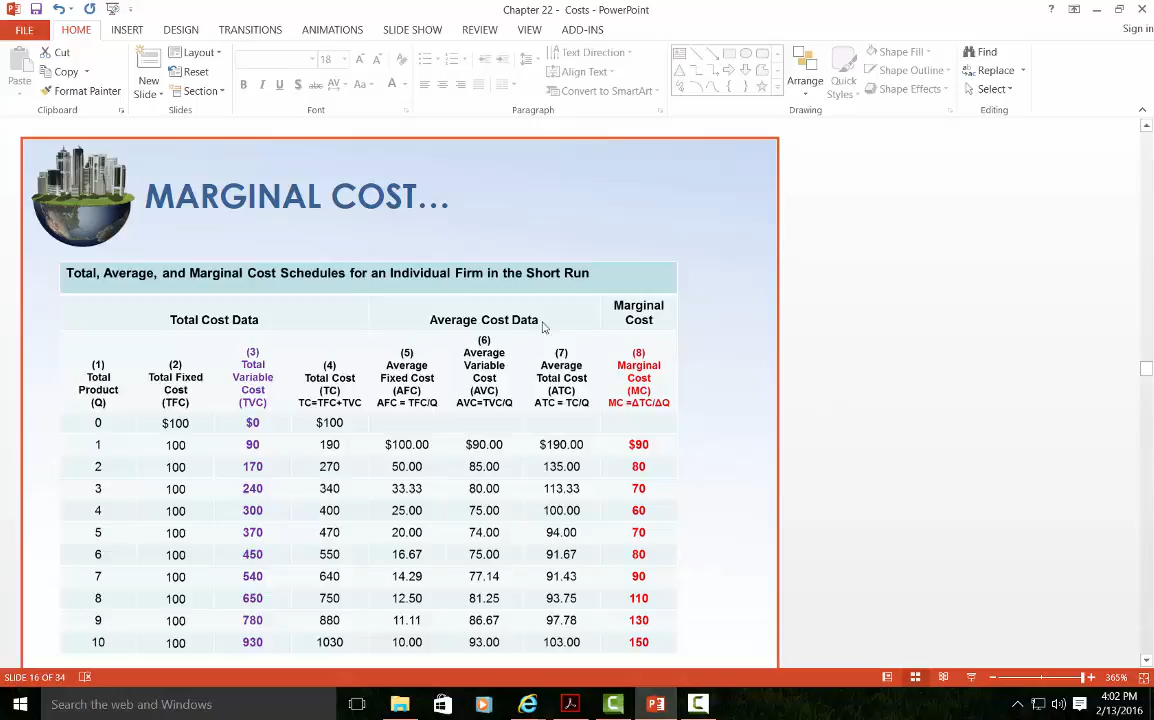 Chapter 22 - Costs - PowerPoint
?
FILE HOME INSERT DESIGN TRANSITIONS ANIMATIONS SLIDE SHOW REVIEW VIEW ADD-INS Sign in
Paste
Cut
Copy
Format Painter
Clipboard
New
Slide
Layout
Reset
Section
Slides
18
B I U S abc AV Aa A
Font
Text Direction
Align Text
Convert to SmartArt
Paragraph
Arrange
Quick
Styles
Shape Fill
Shape Outline
Shape Effects
Drawing
Find
Replace
Select
Editing
MARGINAL COST...
Total, Average, and Marginal Cost Schedules for an Individual Firm in the Short Run
Total Cost Data
Average Cost Data
Marginal
Cost
(1)
Total
Product
(Q)
(2)
Total Fixed
Cost
(TFC)
(3)
Total
Variable
Cost
(TVC)
(4)
Total Cost
(TC)
TC=TFC+TVC
(5)
Average
Fixed Cost
(AFC)
AFC = TFC/Q
(6)
Average
Variable
Cost
(AVC)
AVC=TVC/Q
(7)
Average
Total Cost
(ATC)
ATC = TC/Q
(8)
Marginal
Cost
(MC)
MC =ΔTC/ΔQ
0 $100 $0 $100
1 100 90 190 $100.00 $90.00 $190.00 $90
2 100 170 270 50.00 85.00 135.00 80
3 100 240 340 33.33 80.00 113.33 70
4 100 300 400 25.00 75.00 100.00 60
5 100 370 470 20.00 74.00 94.00 70
6 100 450 550 16.67 75.00 91.67 80
7 100 540 640 14.29 77.14 91.43 90
8 100 650 750 12.50 81.25 93.75 110
9 100 780 880 11.11 86.67 97.78 130
10 100 930 1030 10.00 93.00 103.00 150
SLIDE 16 OF 34
365%
Search the web and Windows
4:02 PM
2/13/2016